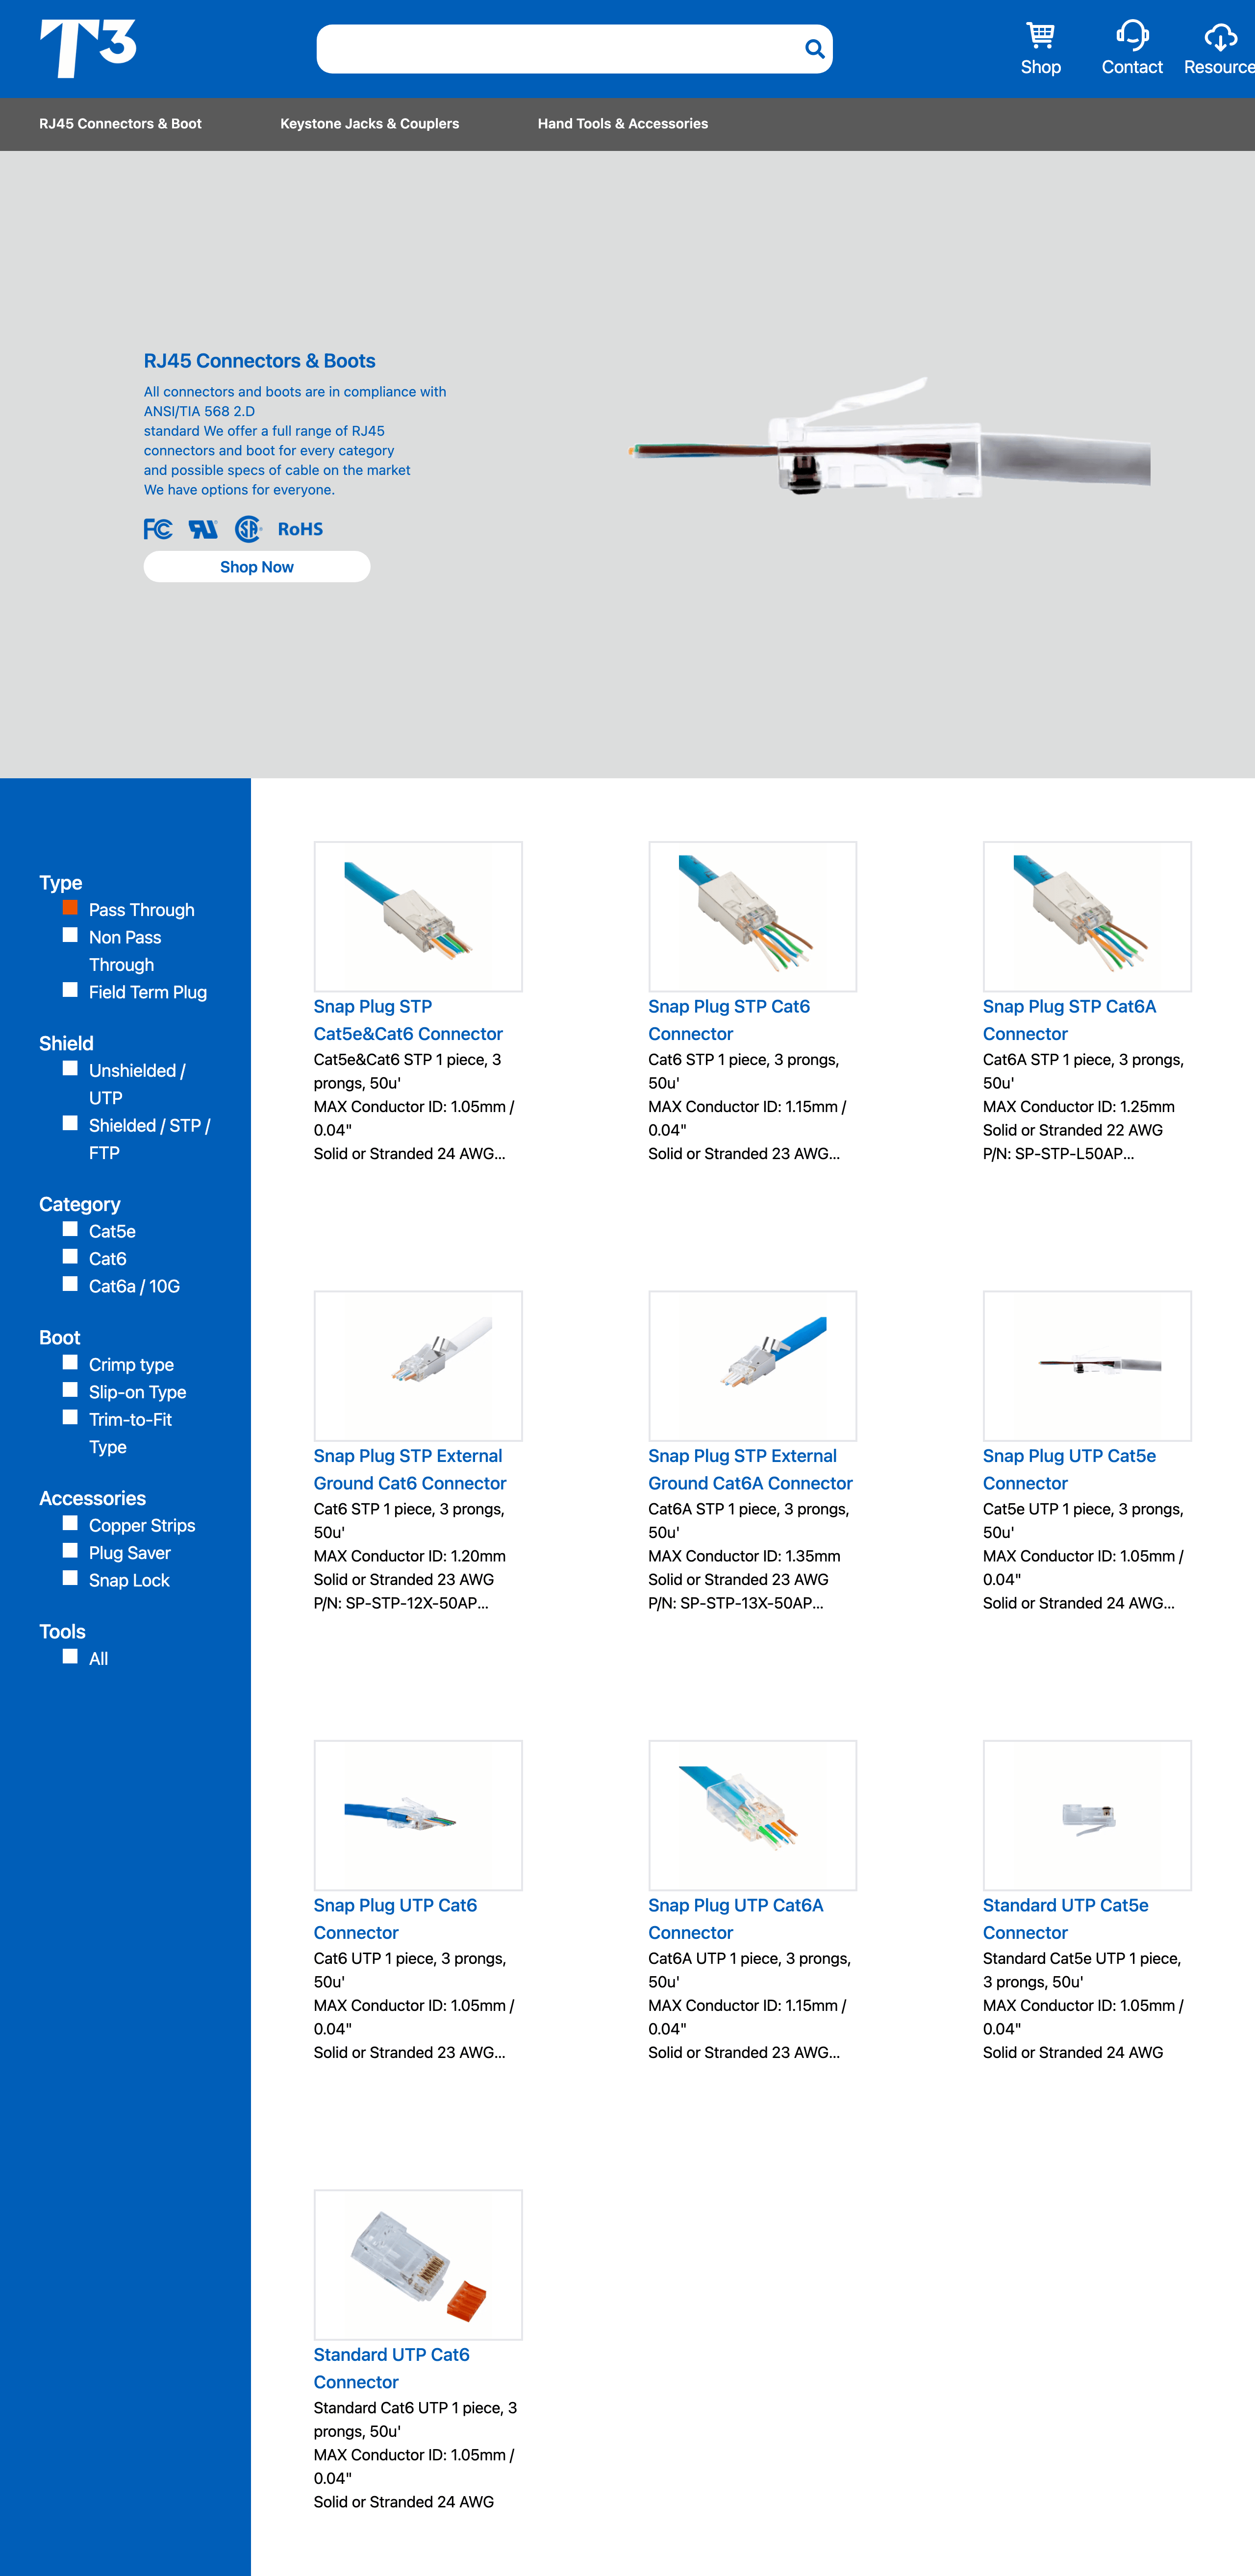 T3
Shop
Contact
Resource
RJ45 Connectors & Boot
Keystone Jacks & Couplers
Hand Tools & Accessories
RJ45 Connectors & Boots
All connectors and boots are in compliance with
ANSI/TIA 568 2.D
standard We offer a full range of RJ45
connectors and boot for every category
and possible specs of cable on the market
We have options for everyone.
FC RU SA RoHS
Shop Now
Type
Pass Through
Non Pass
Through
Field Term Plug
Shield
Unshielded /
UTP
Shielded / STP /
FTP
Category
Cat5e
Cat6
Cat6a / 10G
Boot
Crimp type
Slip-on Type
Trim-to-Fit
Type
Accessories
Copper Strips
Plug Saver
Snap Lock
Tools
All
Snap Plug STP
Cat5e&Cat6 Connector
Cat5e&Cat6 STP 1 piece, 3
prongs, 50u'
MAX Conductor ID: 1.05mm /
0.04"
Solid or Stranded 24 AWG...
Snap Plug STP Cat6
Connector
Cat6 STP 1 piece, 3 prongs,
50u'
MAX Conductor ID: 1.15mm /
0.04"
Solid or Stranded 23 AWG...
Snap Plug STP Cat6A
Connector
Cat6A STP 1 piece, 3 prongs,
50u'
MAX Conductor ID: 1.25mm
Solid or Stranded 22 AWG
P/N: SP-STP-L50AP...
Snap Plug STP External
Ground Cat6 Connector
Cat6 STP 1 piece, 3 prongs,
50u'
MAX Conductor ID: 1.20mm
Solid or Stranded 23 AWG
P/N: SP-STP-12X-50AP...
Snap Plug STP External
Ground Cat6A Connector
Cat6A STP 1 piece, 3 prongs,
50u'
MAX Conductor ID: 1.35mm
Solid or Stranded 23 AWG
P/N: SP-STP-13X-50AP...
Snap Plug UTP Cat5e
Connector
Cat5e UTP 1 piece, 3 prongs,
50u'
MAX Conductor ID: 1.05mm /
0.04"
Solid or Stranded 24 AWG...
Snap Plug UTP Cat6
Connector
Cat6 UTP 1 piece, 3 prongs,
50u'
MAX Conductor ID: 1.05mm /
0.04"
Solid or Stranded 23 AWG...
Snap Plug UTP Cat6A
Connector
Cat6A UTP 1 piece, 3 prongs,
50u'
MAX Conductor ID: 1.15mm /
0.04"
Solid or Stranded 23 AWG...
Standard UTP Cat5e
Connector
Standard Cat5e UTP 1 piece,
3 prongs, 50u'
MAX Conductor ID: 1.05mm /
0.04"
Solid or Stranded 24 AWG
Standard UTP Cat6
Connector
Standard Cat6 UTP 1 piece, 3
prongs, 50u'
MAX Conductor ID: 1.05mm /
0.04"
Solid or Stranded 24 AWG